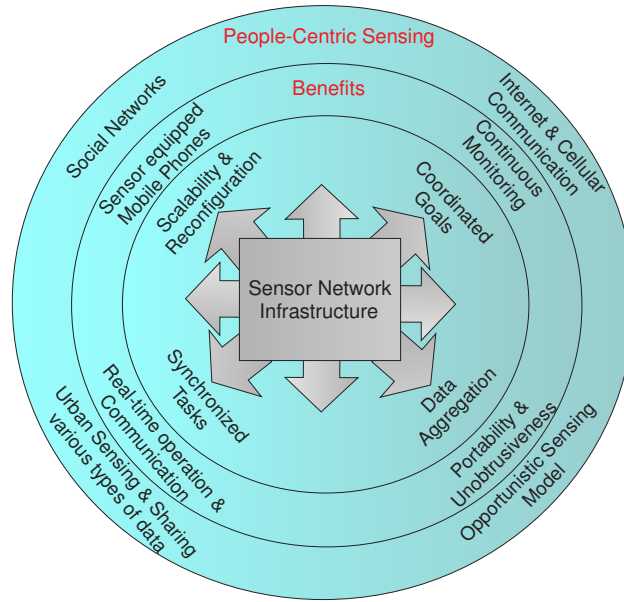 People-Centric Sensing
Benefits
Social Networks
Sensor equipped
Mobile Phones
Scalability &
Reconfiguration
Internet & Cellular
Communication
Continuous
Monitoring
Coordinated
Goals
Sensor Network
Infrastructure
Synchronized
Tasks
Real-time operation &
Communication
Urban Sensing & Sharing
various types of data
Data
Aggregation
Portability &
Unobtrusiveness
Opportunistic Sensing
Model